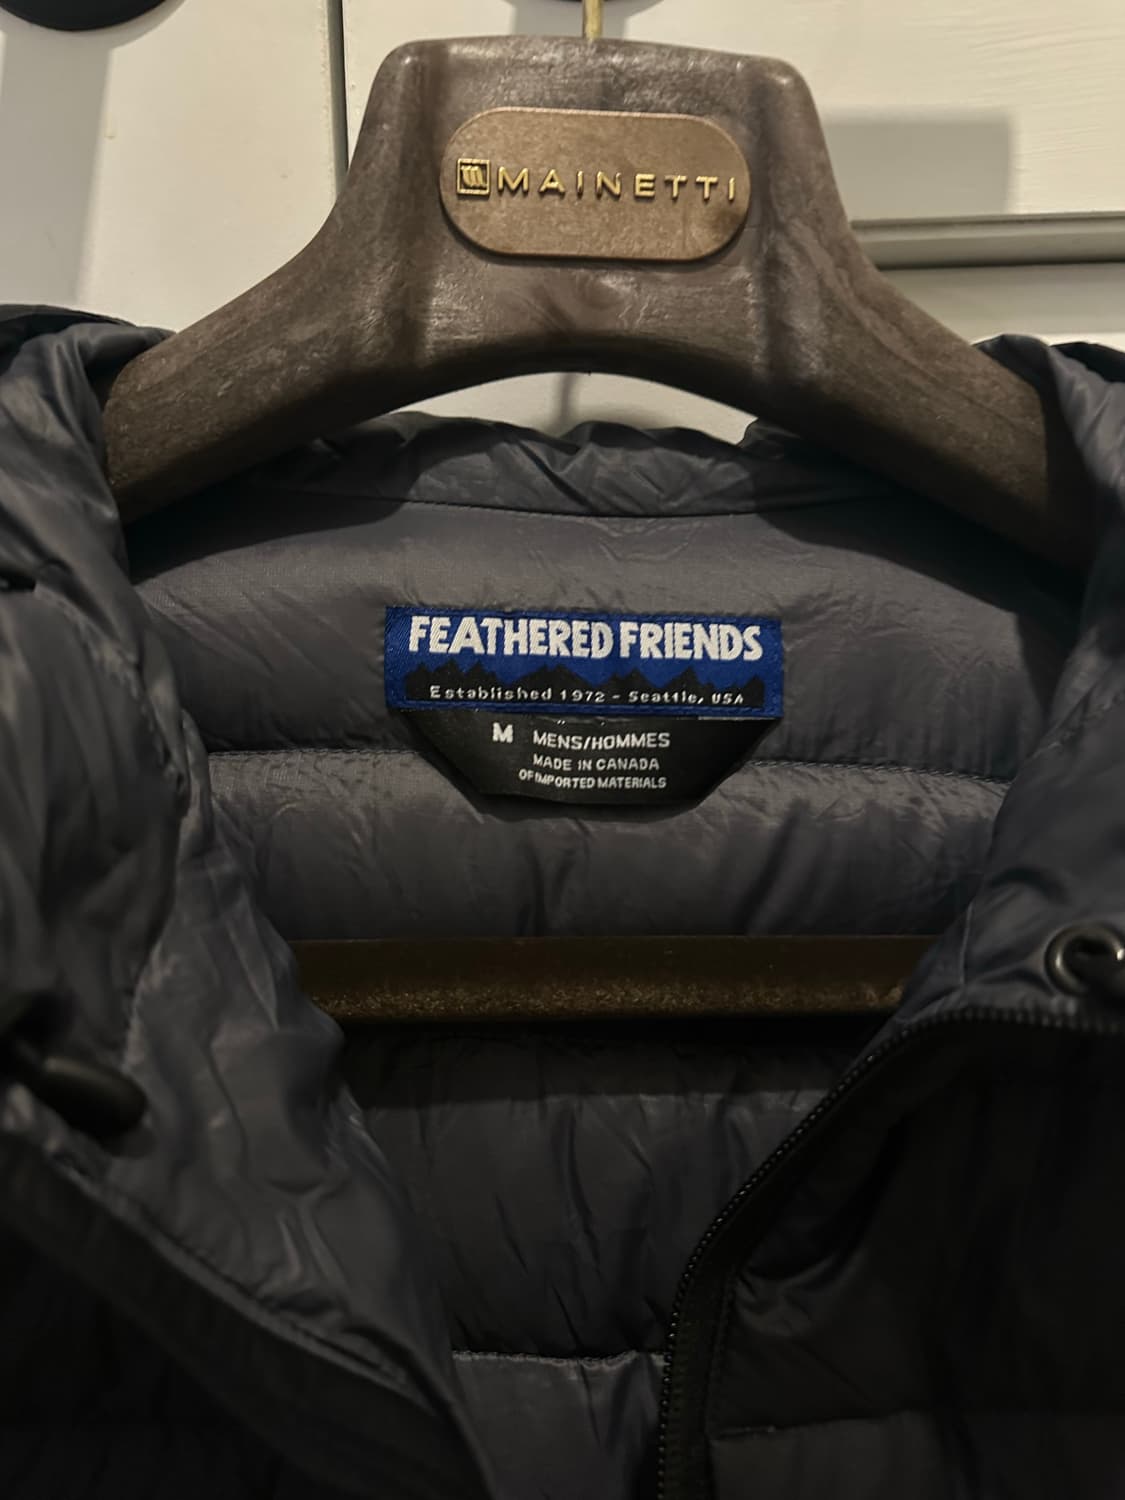 MAINETTI
FEATHERED FRIENDS
Established 1972 - Seattle, USA
M MENS/HOMMES
MADE IN CANADA
OF IMPORTED MATERIALS